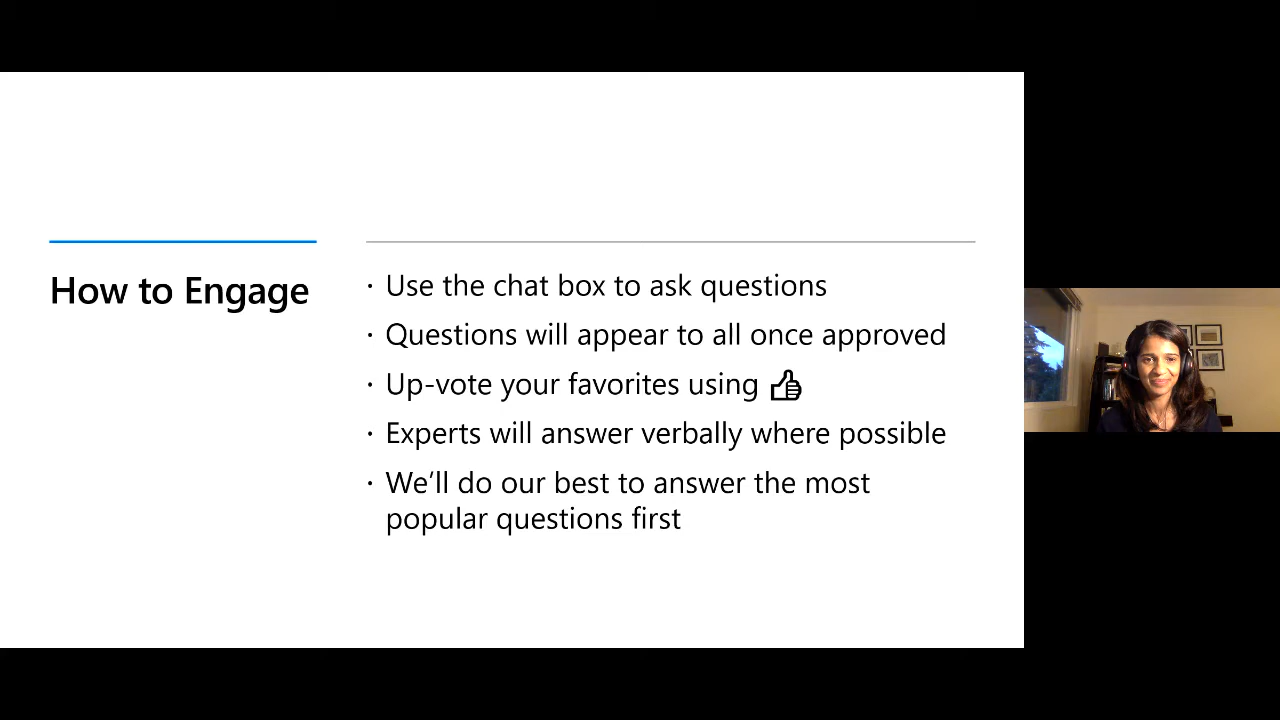 How to Engage
· Use the chat box to ask questions
· Questions will appear to all once approved
· Up-vote your favorites using 👍
· Experts will answer verbally where possible
· We’ll do our best to answer the most
popular questions first